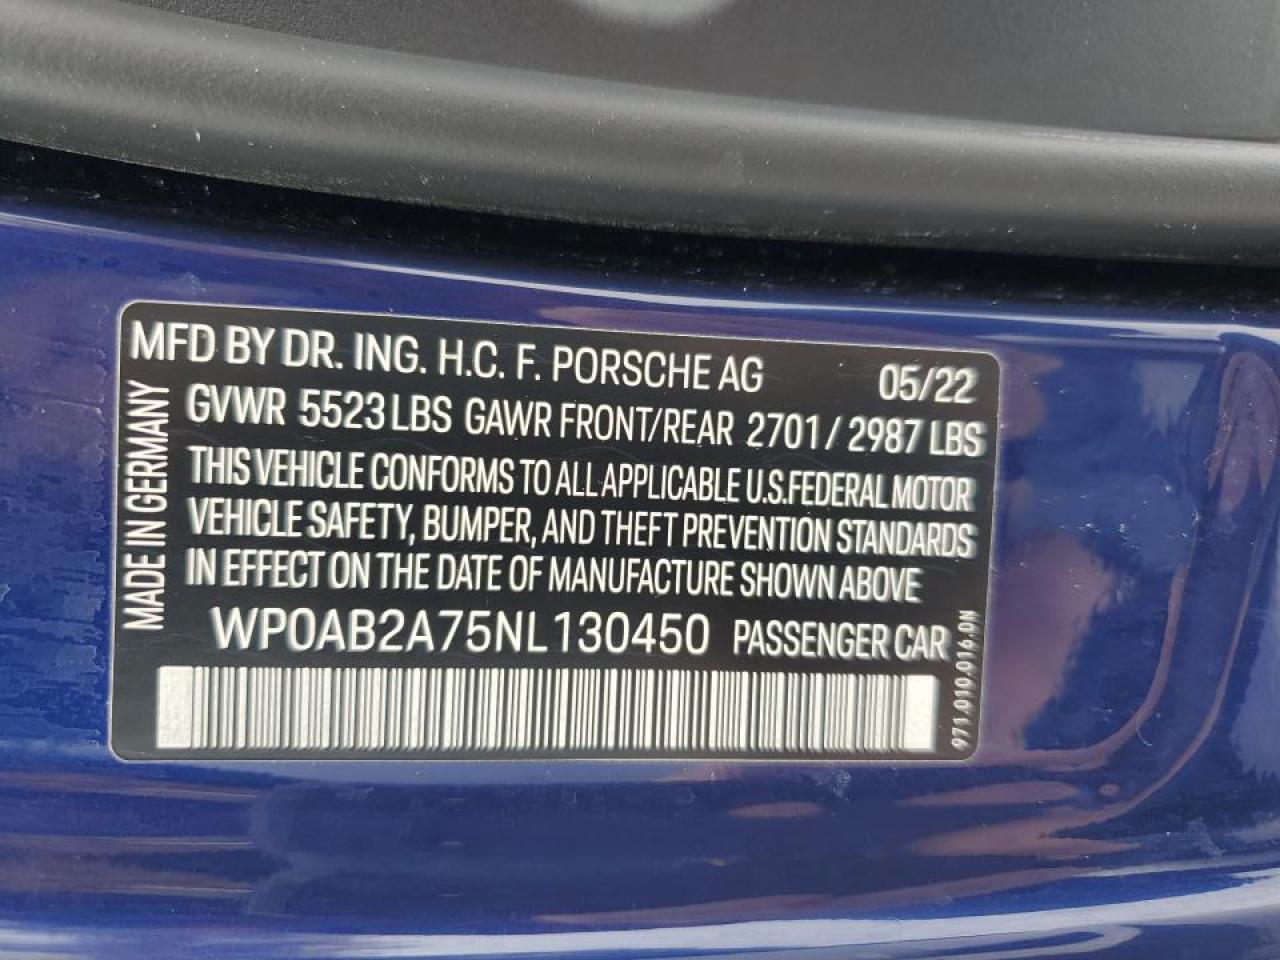 MFD BY DR. ING. H.C. F. PORSCHE AG 05/22
GVWR 5523 LBS GAWR FRONT/REAR 2701 / 2987 LBS
THIS VEHICLE CONFORMS TO ALL APPLICABLE U.S.FEDERAL MOTOR
VEHICLE SAFETY, BUMPER, AND THEFT PREVENTION STANDARDS
IN EFFECT ON THE DATE OF MANUFACTURE SHOWN ABOVE
WP0AB2A75NL130450 PASSENGER CAR
MADE IN GERMANY
971.010.016.DN